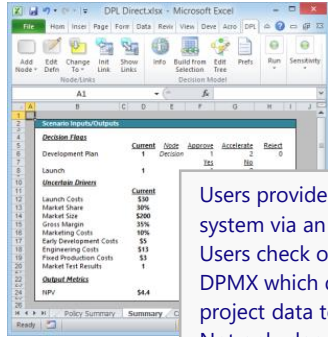 DPL Direct.xlsx - Microsoft Excel
File Hom Inser Page Form Data Revi View Deve Acro DPL
Add Node Edit Defn Change To Init Link Show Links Info Build from Selection Edit Tree Prefs Run Sensitivity
Node/Links Decision Model
A1 fx
A B C D E F G H I J
Scenario Inputs/Outputs
Decision Flags
Current Node Approve Accelerate Reject
Development Plan 1 Decision 1 2 0
Yes No
Launch 1
Uncertain Drivers
Current
Launch Costs $30
Market Share 30%
Market Size $200
Gross Margin 35%
Marketing Costs 10%
Early Development Costs $5
Engineering Costs $13
Fixed Production Costs $3
Market Test Results 1
Output Metrics
NPV $4.4
Policy Summary Summary
Ready
Users provide
system via an
Users check o
DPMX which
project data t